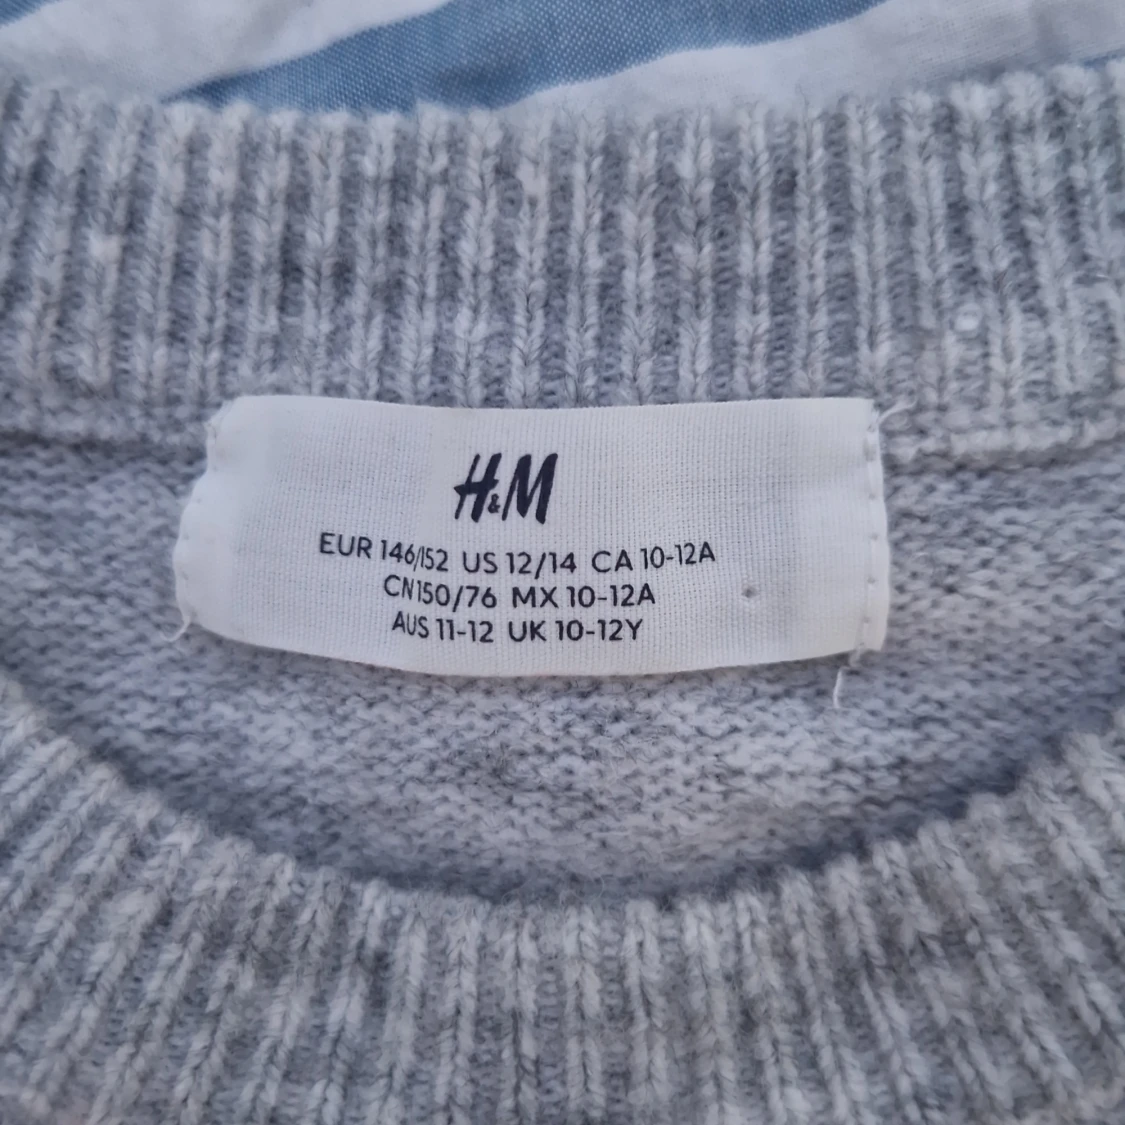 H&M
EUR 146/152 US 12/14 CA 10-12A
CN150/76 MX 10-12A
AUS 11-12 UK 10-12Y